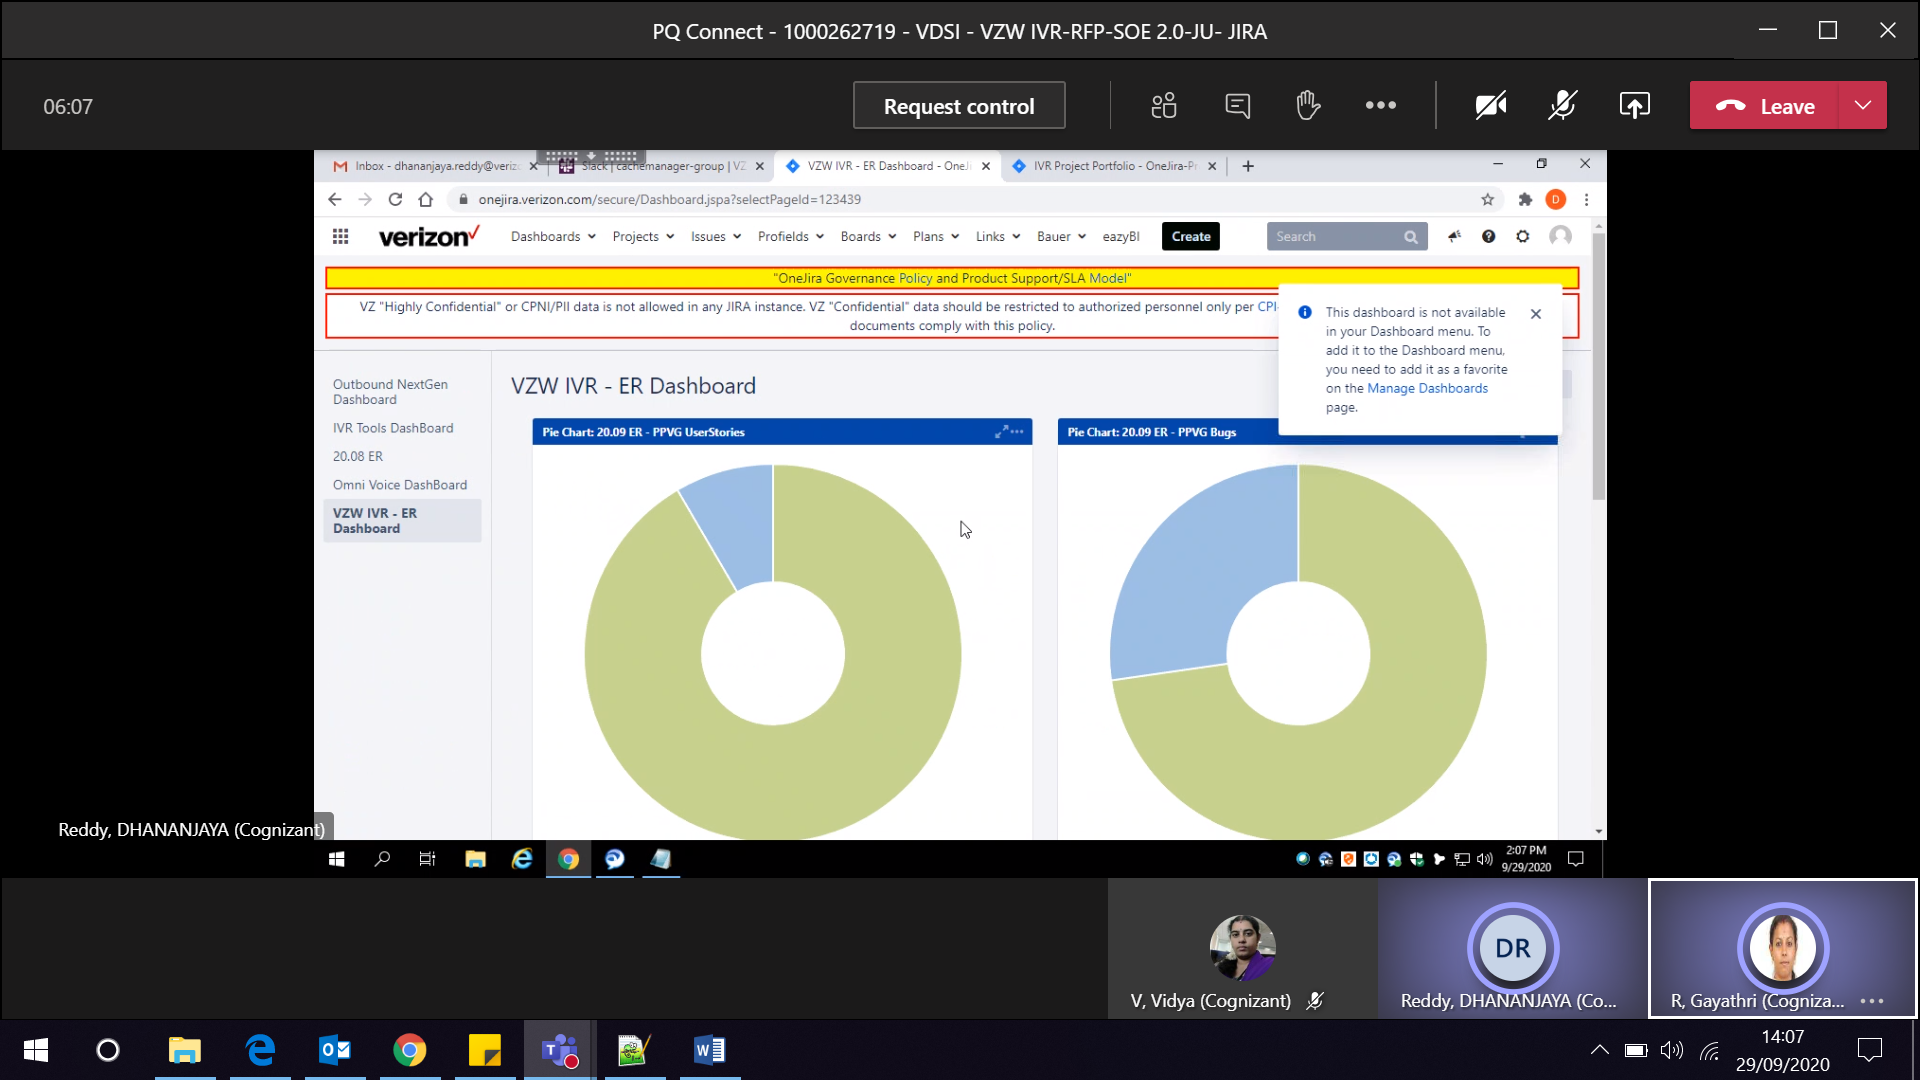 PQ Connect - 1000262719 - VDSI - VZW IVR-RFP-SOE 2.0-JU- JIRA
06:07
Request control
Leave
Inbox - dhananjaya.reddy@veriz
Slack | cachemanager-group | VZ
VZW IVR - ER Dashboard - OneJ
IVR Project Portfolio - OneJira-Pr
onejira.verizon.com/secure/Dashboard.jspa?selectPageId=123439
D
verizon
Dashboards
Projects
Issues
Profields
Boards
Plans
Links
Bauer
eazyBI
Create
Search
"OneJira Governance Policy and Product Support/SLA Model"
VZ "Highly Confidential" or CPNI/PII data is not allowed in any JIRA instance. VZ "Confidential" data should be restricted to authorized personnel only per CPI-
documents comply with this policy.
This dashboard is not available
in your Dashboard menu. To
add it to the Dashboard menu,
you need to add it as a favorite
on the Manage Dashboards
page.
Outbound NextGen
Dashboard
IVR Tools DashBoard
20.08 ER
Omni Voice DashBoard
VZW IVR - ER
Dashboard
VZW IVR - ER Dashboard
Pie Chart: 20.09 ER - PPVG UserStories
Pie Chart: 20.09 ER - PPVG Bugs
Reddy, DHANANJAYA (Cognizant)
2:07 PM
9/29/2020
V, Vidya (Cognizant)
DR
Reddy, DHANANJAYA (Co...
R, Gayathri (Cogniza...
14:07
29/09/2020